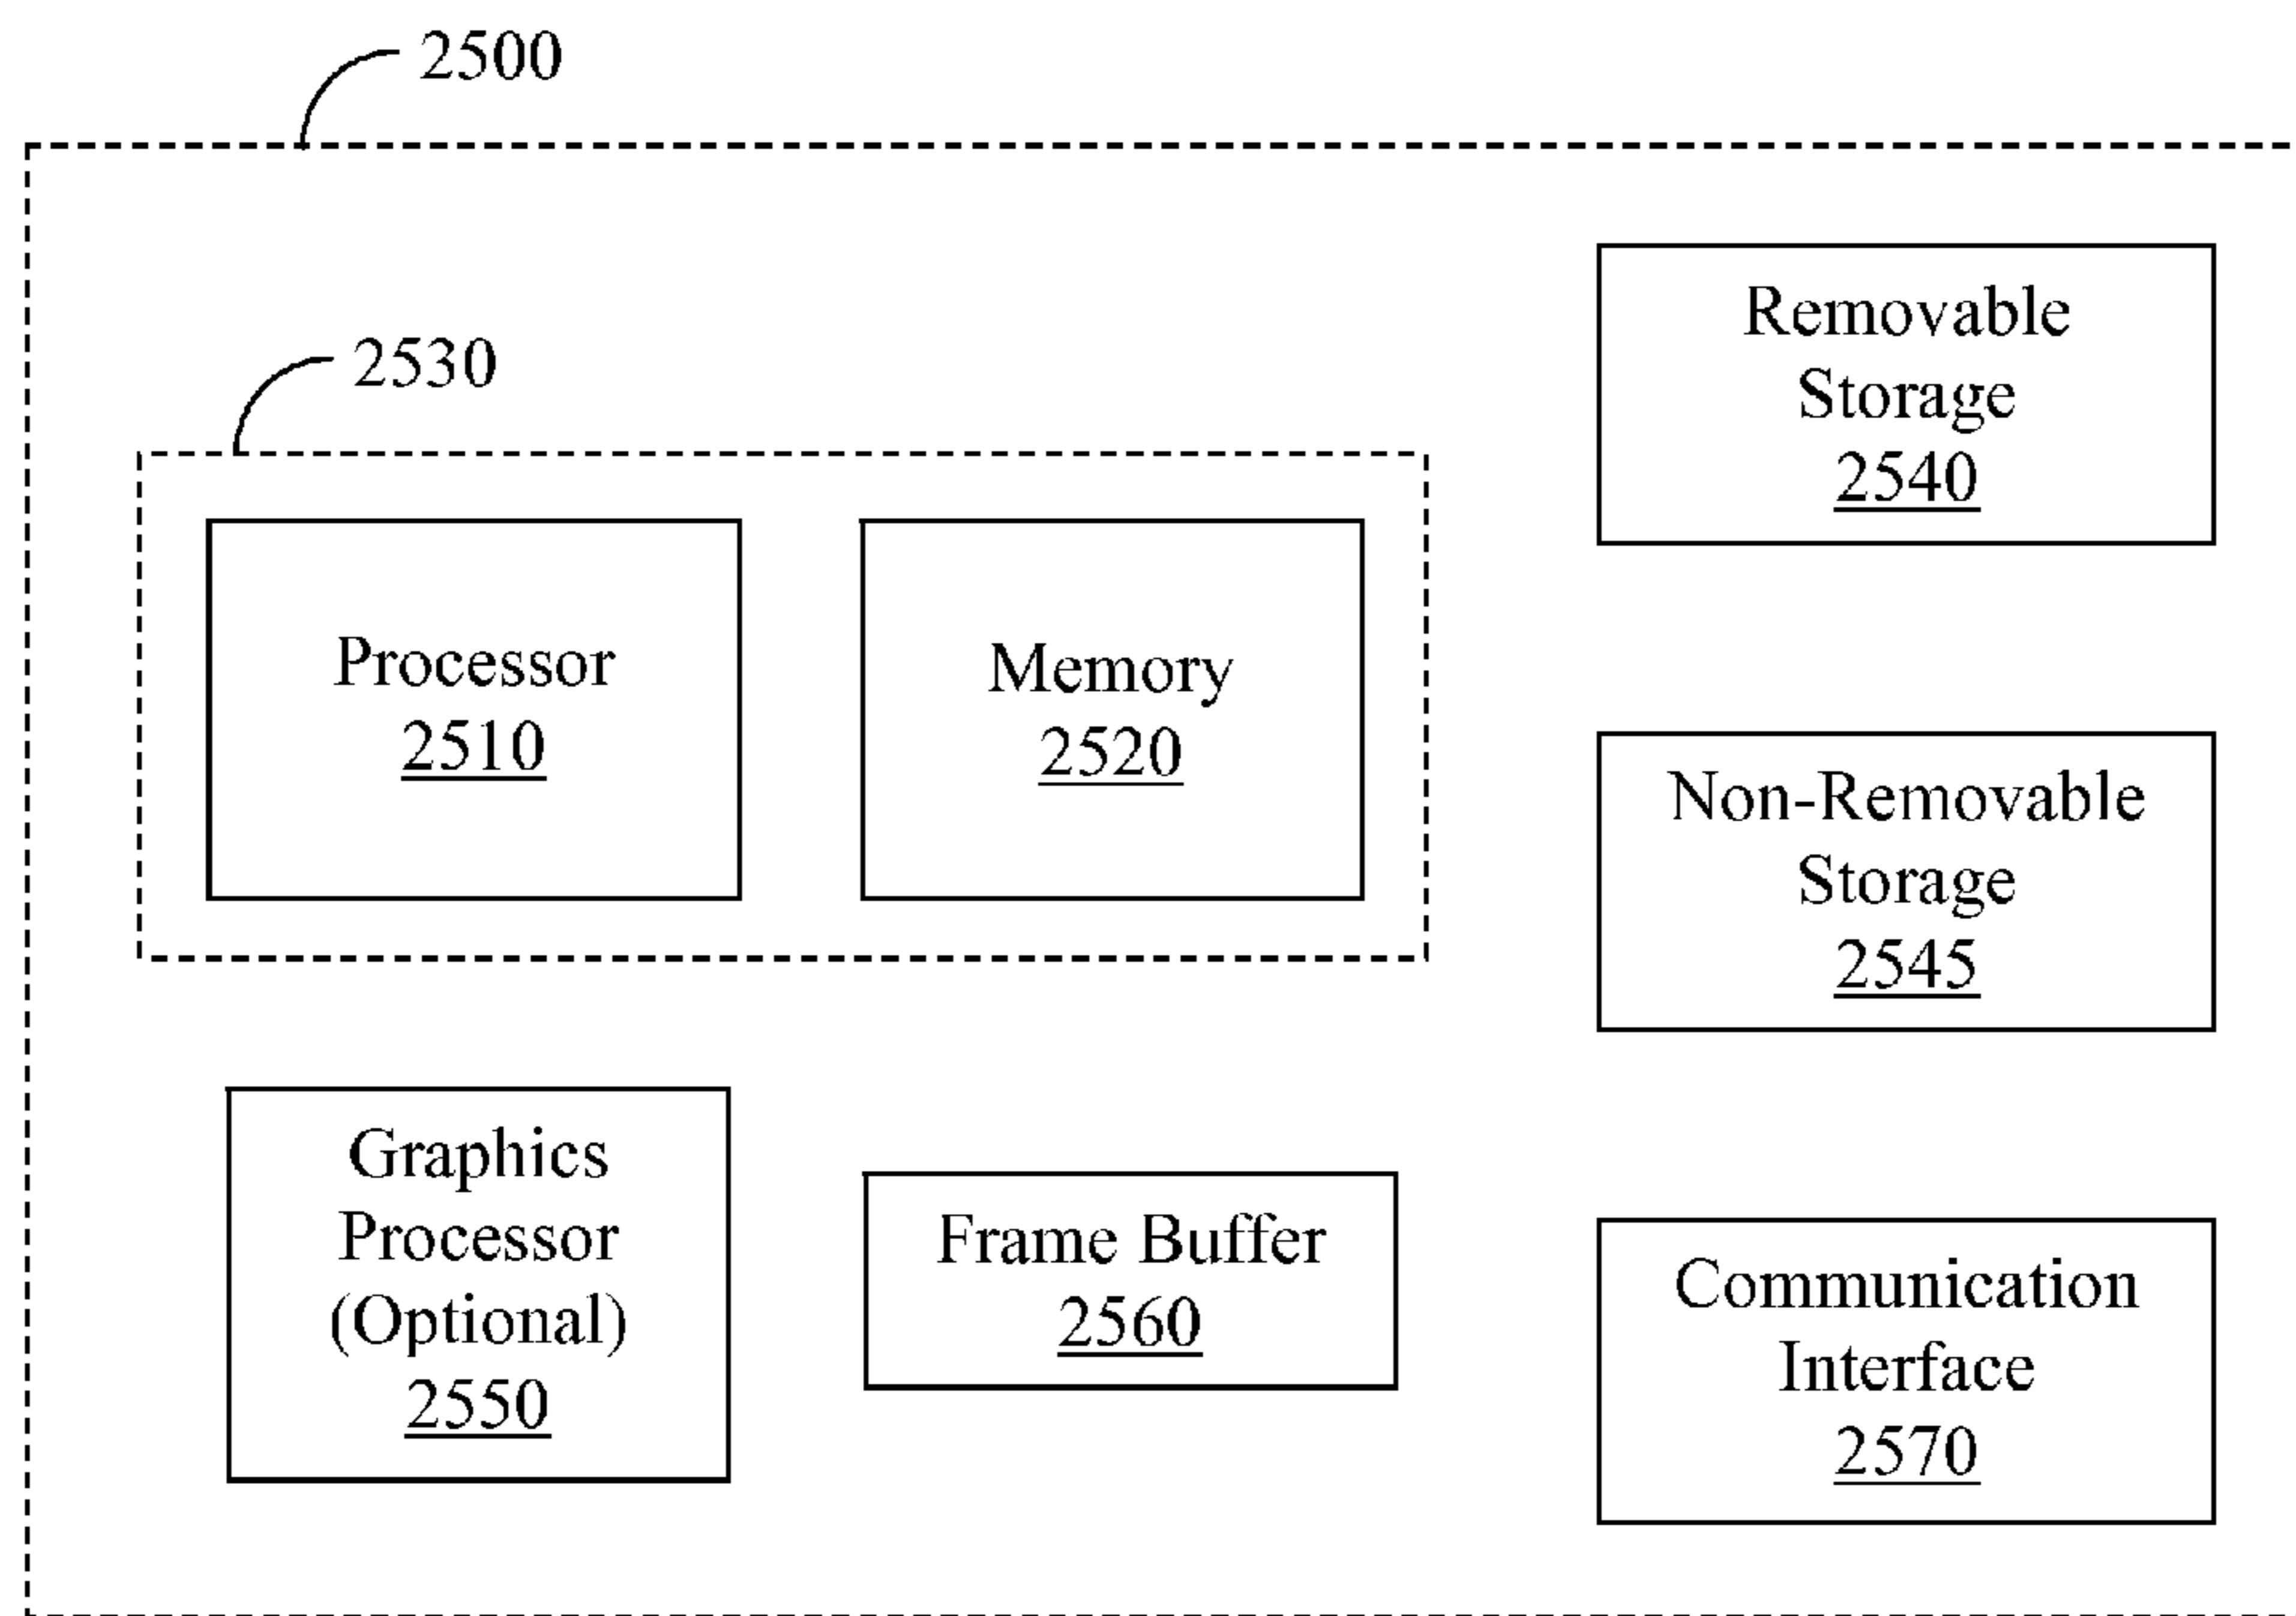 2500
2530
Processor
2510
Memory
2520
Removable
Storage
2540
Non-Removable
Storage
2545
Graphics
Processor
(Optional)
2550
Frame Buffer
2560
Communication
Interface
2570